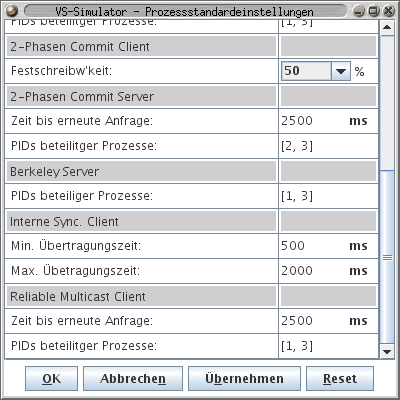 VS-Simulator - Prozessstandardeinstellungen
PIDs beteilitger Prozesse: [1, 3]
2-Phasen Commit Client
Festschreibw'keit: 50 %
2-Phasen Commit Server
Zeit bis erneute Anfrage: 2500 ms
PIDs beteilitger Prozesse: [2, 3]
Berkeley Server
PIDs beteiliger Prozesse: [1, 3]
Interne Sync. Client
Min. Übertragungszeit: 500 ms
Max. Übetragungszeit: 2000 ms
Reliable Multicast Client
Zeit bis erneute Anfrage: 2500 ms
PIDs beteilitger Prozesse: [1, 3]
OK Abbrechen Übernehmen Reset